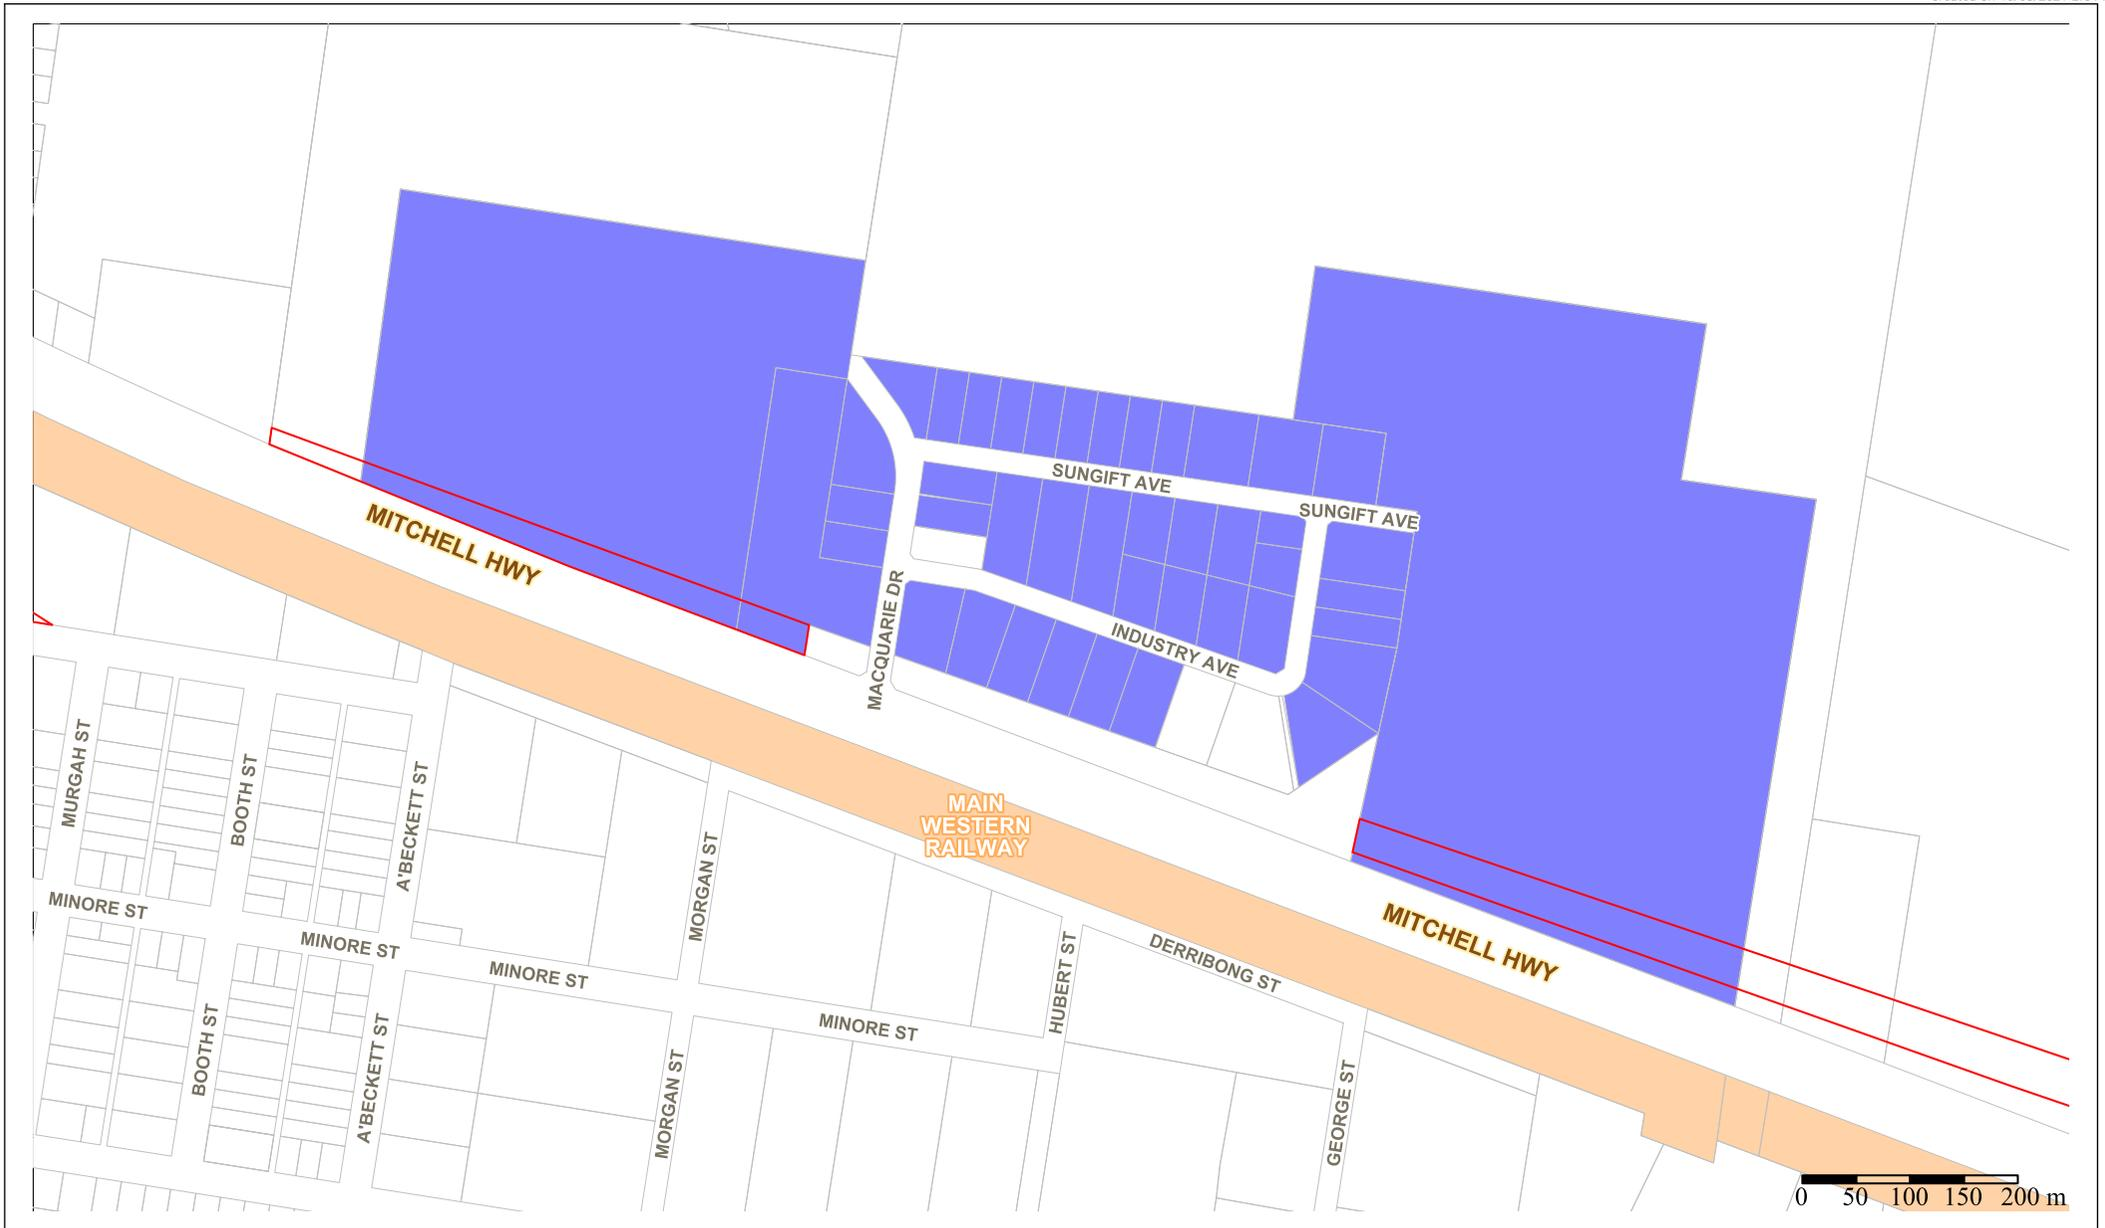 SUNGIFT AVE
SUNGIFT AVE
MITCHELL HWY
MACQUARIE DR
INDUSTRY AVE
MURGAH ST
BOOTH ST
A'BECKETT ST
MAIN
WESTERN
RAILWAY
MORGAN ST
MINORE ST
MINORE ST
MINORE ST
MITCHELL HWY
DERRIBONG ST
HUBERT ST
MINORE ST
BOOTH ST
A'BECKETT ST
MORGAN ST
GEORGE ST
0 50 100 150 200 m